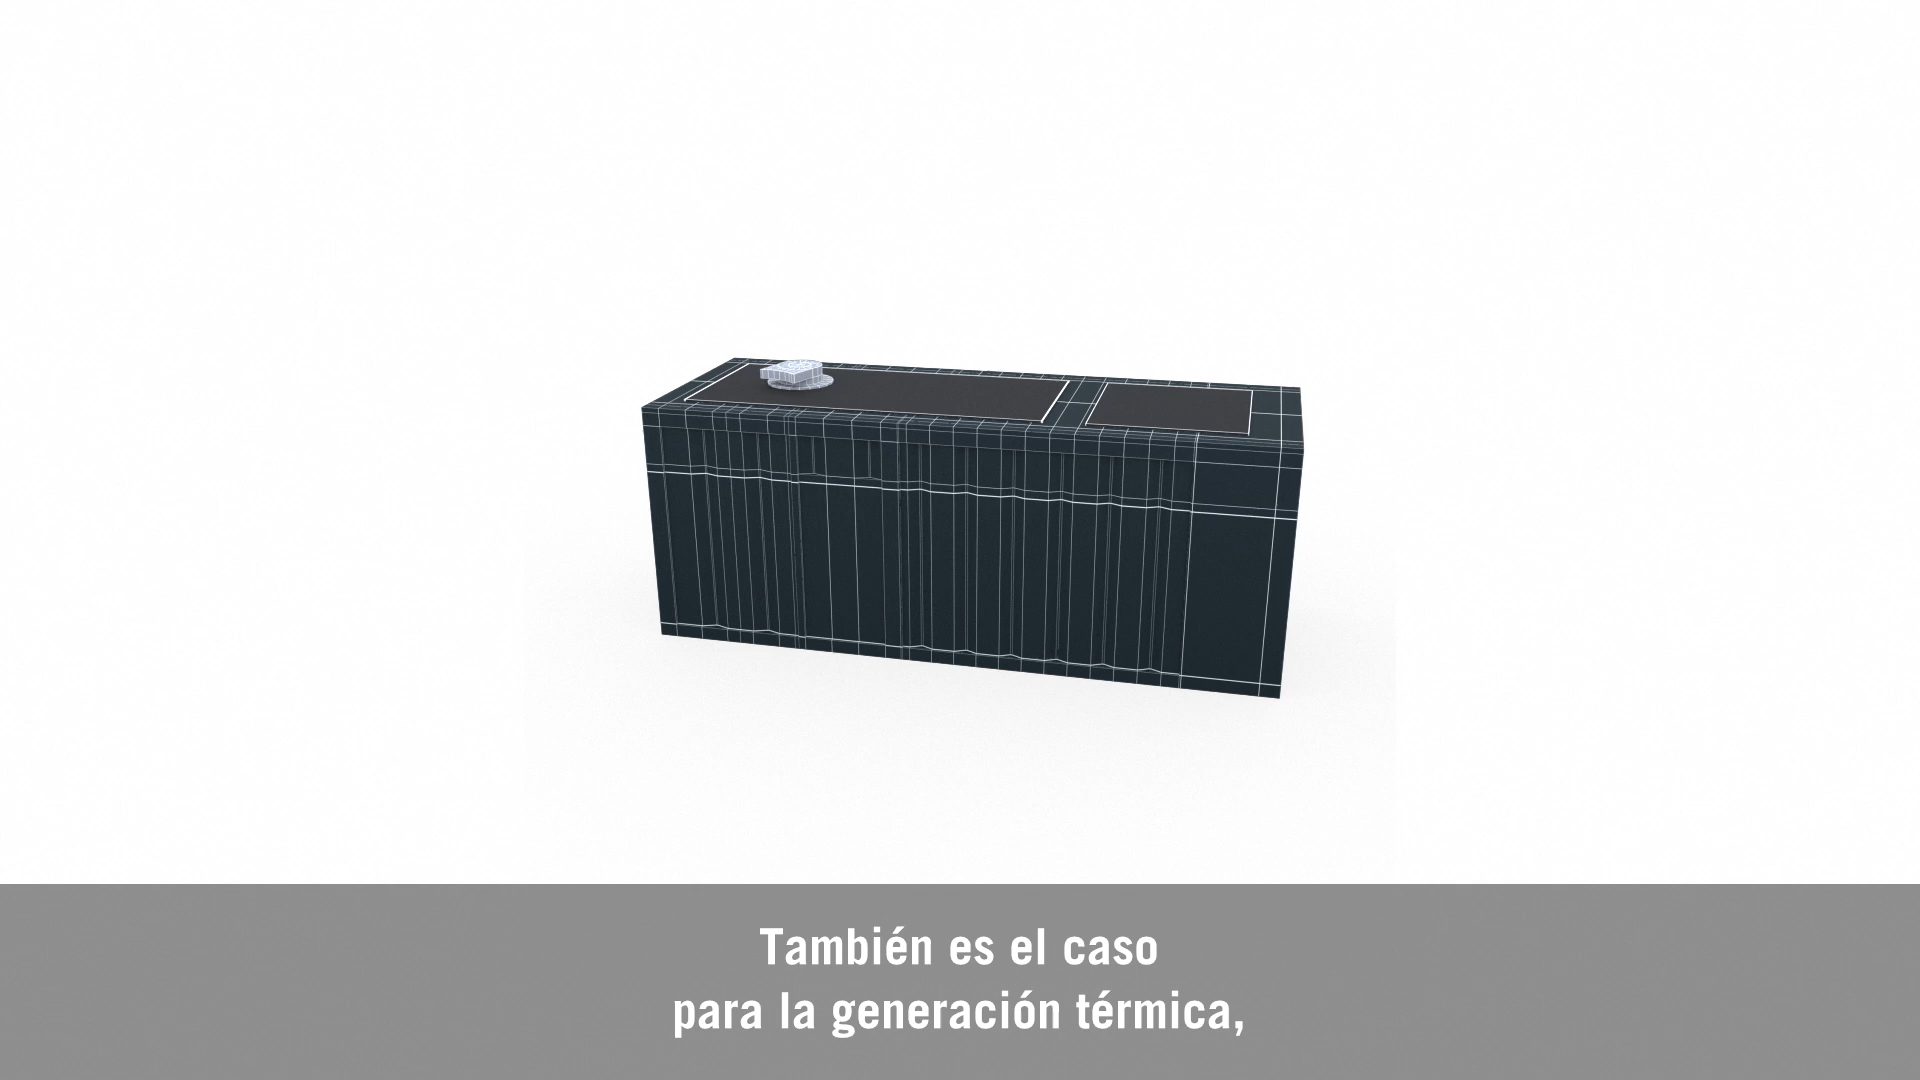 También es el caso
para la generación térmica,